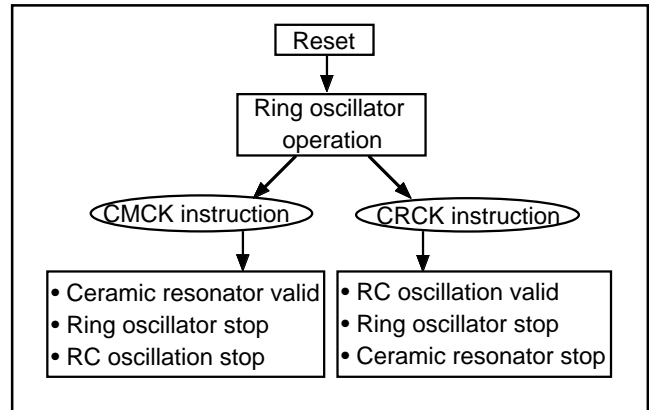 Reset
Ring oscillator
operation
CMCK instruction
CRCK instruction
• Ceramic resonator valid
• Ring oscillator stop
• RC oscillation stop
• RC oscillation valid
• Ring oscillator stop
• Ceramic resonator stop